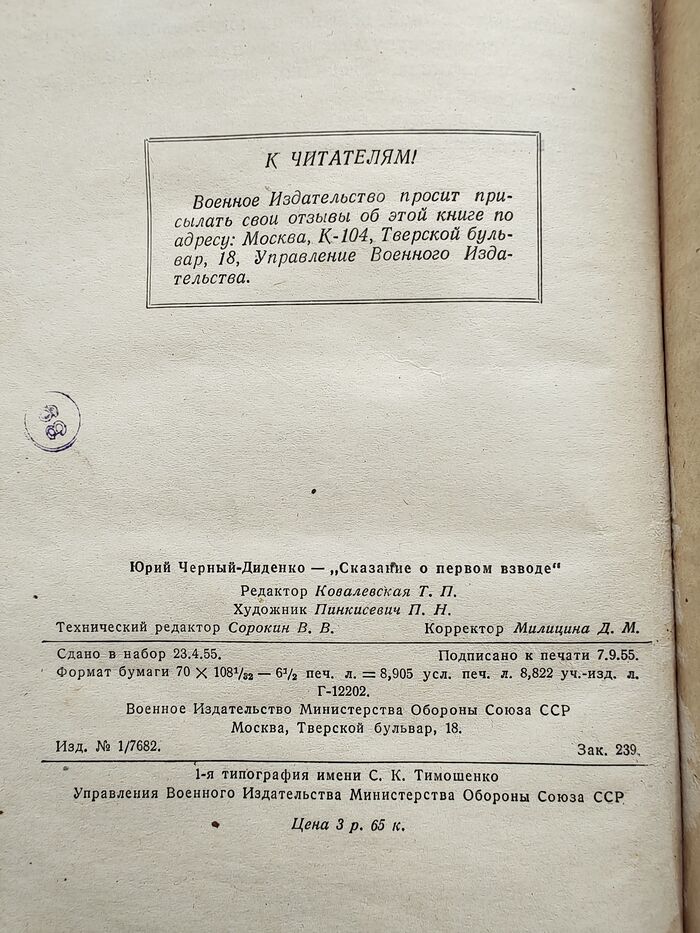 К ЧИТАТЕЛЯМ!
Военное Издательство просит при-
сылать свои отзывы об этой книге по
адресу: Москва, К-104, Тверской буль-
вар, 18, Управление Военного Изда-
тельства.
Юрий Черный-Диденко — „Сказание о первом взводе“
Редактор Ковалевская Т. П.
Художник Пинкисевич П. Н.
Технический редактор Сорокин В. В. Корректор Милицина Д. М.
Сдано в набор 23.4.55. Подписано к печати 7.9.55.
Формат бумаги 70 × 108¹/₃₂ — 6¹/₂ печ. л. = 8,905 усл. печ. л. 8,822 уч.-изд. л.
Г-12202.
Военное Издательство Министерства Обороны Союза ССР
Москва, Тверской бульвар, 18.
Изд. № 1/7682. Зак. 239.
1-я типография имени С. К. Тимошенко
Управления Военного Издательства Министерства Обороны Союза ССР
Цена 3 р. 65 к.